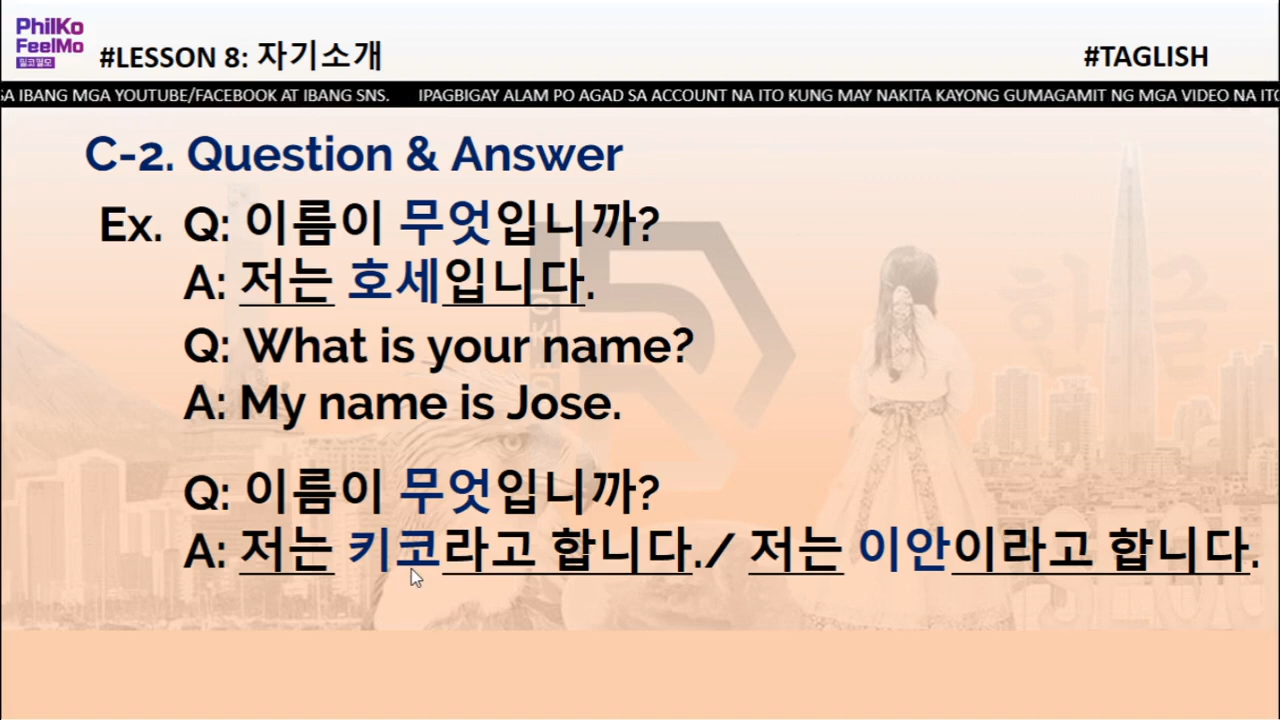 PhilKo
FeelMo
필코필모
#LESSON 8: 자기소개
#TAGLISH
SA IBANG MGA YOUTUBE/FACEBOOK AT IBANG SNS. IPAGBIGAY ALAM PO AGAD SA ACCOUNT NA ITO KUNG MAY NAKITA KAYONG GUMAGAMIT NG MGA VIDEO NA ITO
C-2. Question & Answer
Ex. Q: 이름이 무엇입니까?
A: 저는 호세입니다.
Q: What is your name?
A: My name is Jose.
Q: 이름이 무엇입니까?
A: 저는 키코라고 합니다./ 저는 이안이라고 합니다.
한글